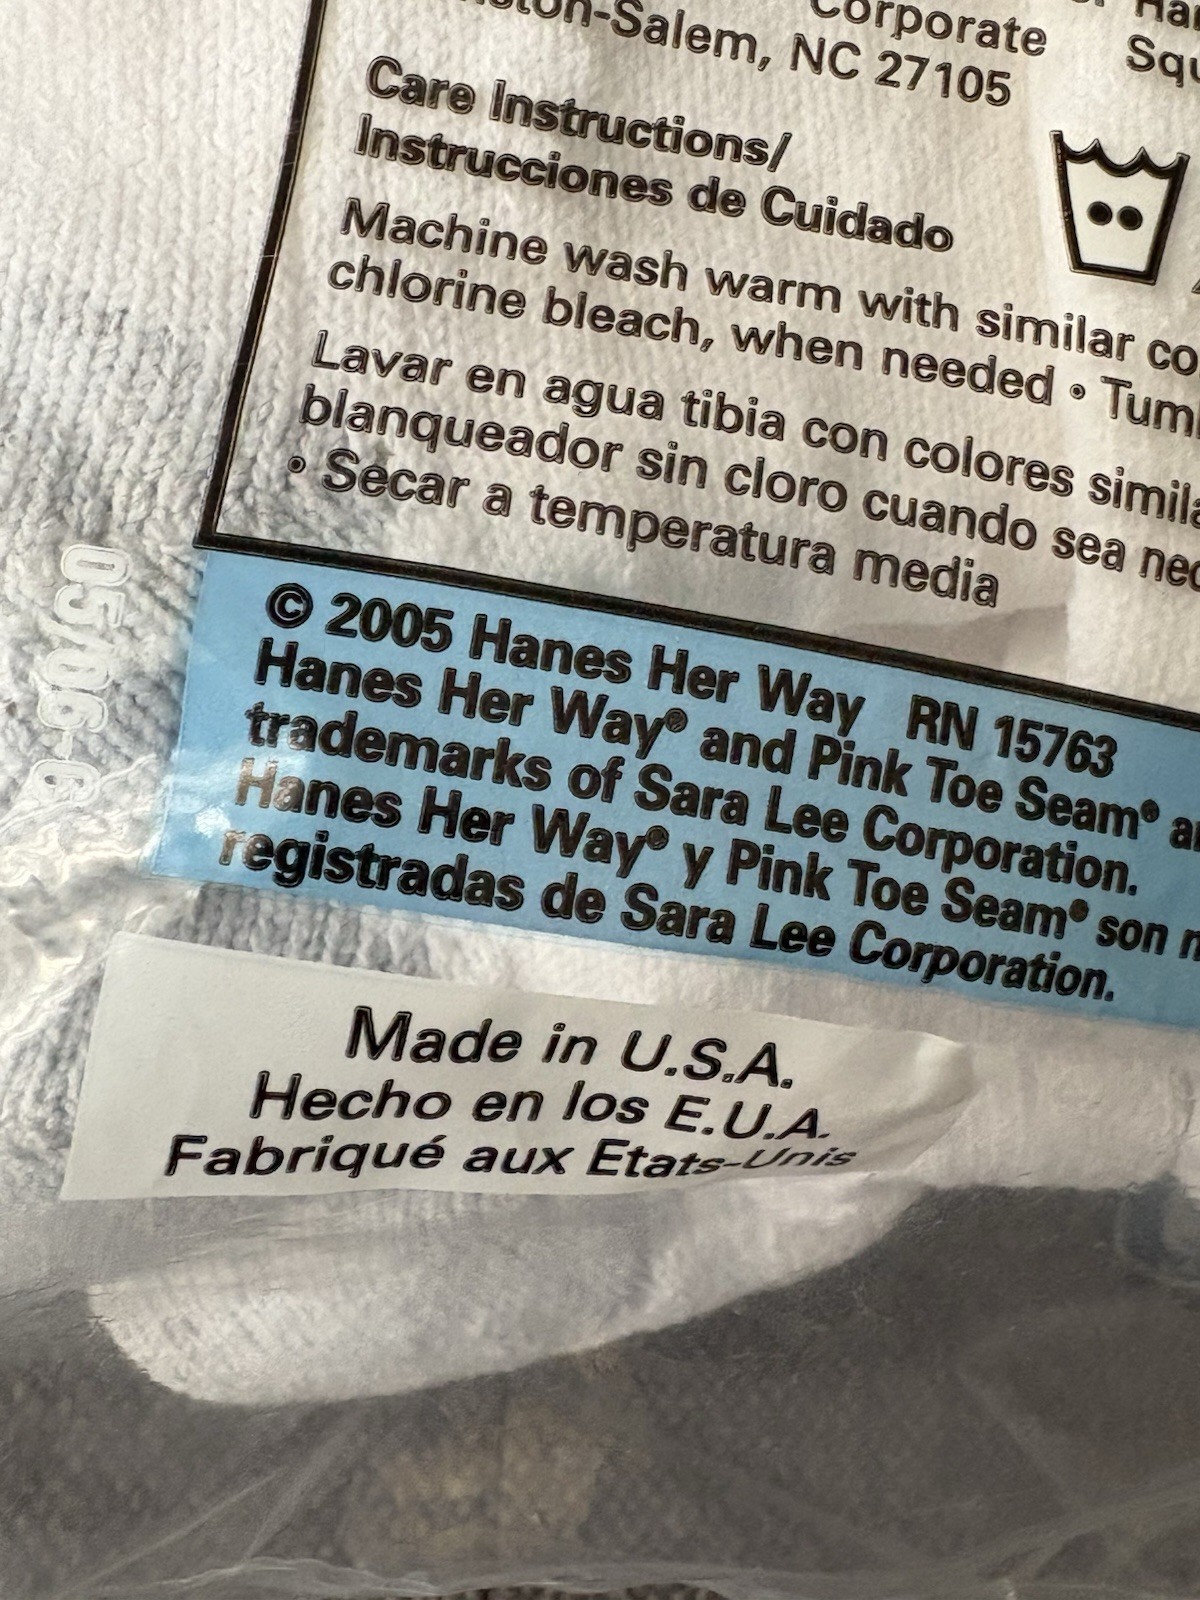 Corporate
-Salem, NC 27105
Care Instructions/
Instrucciones de Cuidado
Machine wash warm with similar
chlorine bleach, when needed •
Lavar en agua tibia con colores
blanqueador sin cloro cuando sea
• Secar a temperatura media
© 2005 Hanes Her Way RN 15763
Hanes Her Way® and Pink Toe Seam®
trademarks of Sara Lee Corporation.
Hanes Her Way® y Pink Toe Seam® son
registradas de Sara Lee Corporation.
Made in U.S.A.
Hecho en los E.U.A.
Fabriqué aux Etats-Unis